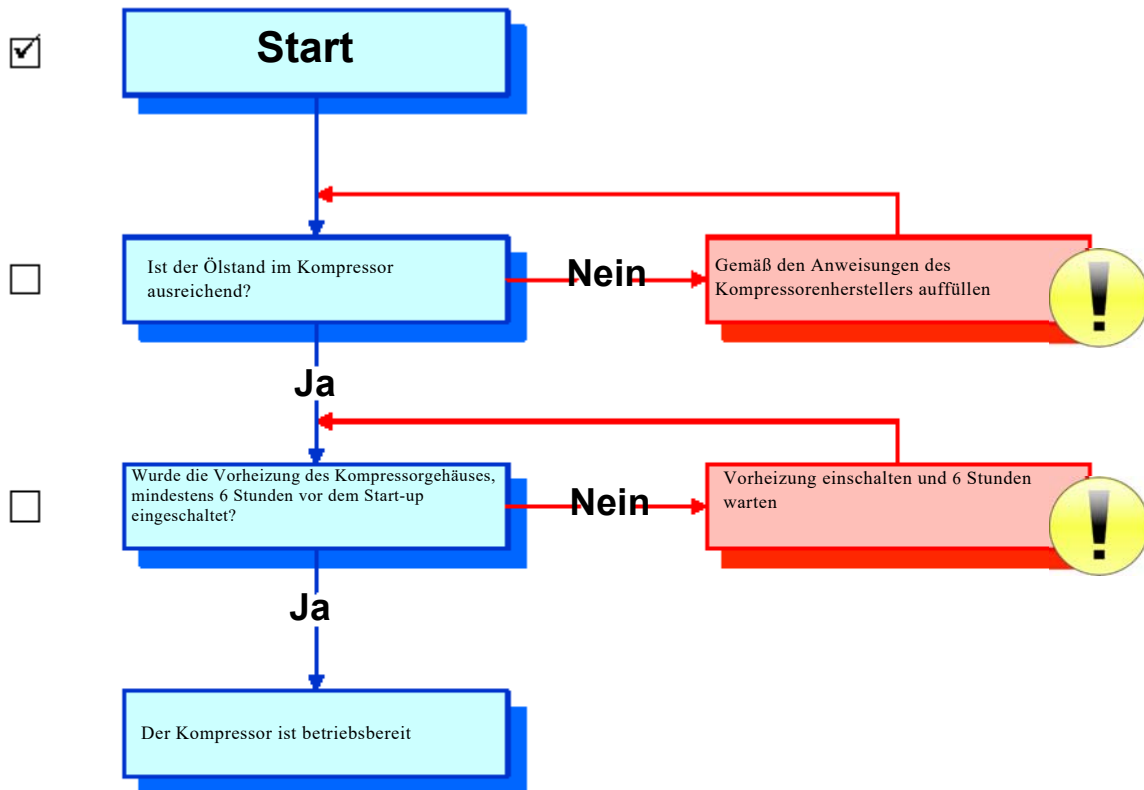 Start
Ist der Ölstand im Kompressor
ausreichend?
Nein
Gemäß den Anweisungen des
Kompressorenherstellers auffüllen
Ja
Wurde die Vorheizung des Kompressorgehäuses,
mindestens 6 Stunden vor dem Start-up
eingeschaltet?
Nein
Vorheizung einschalten und 6 Stunden
warten
Ja
Der Kompressor ist betriebsbereit